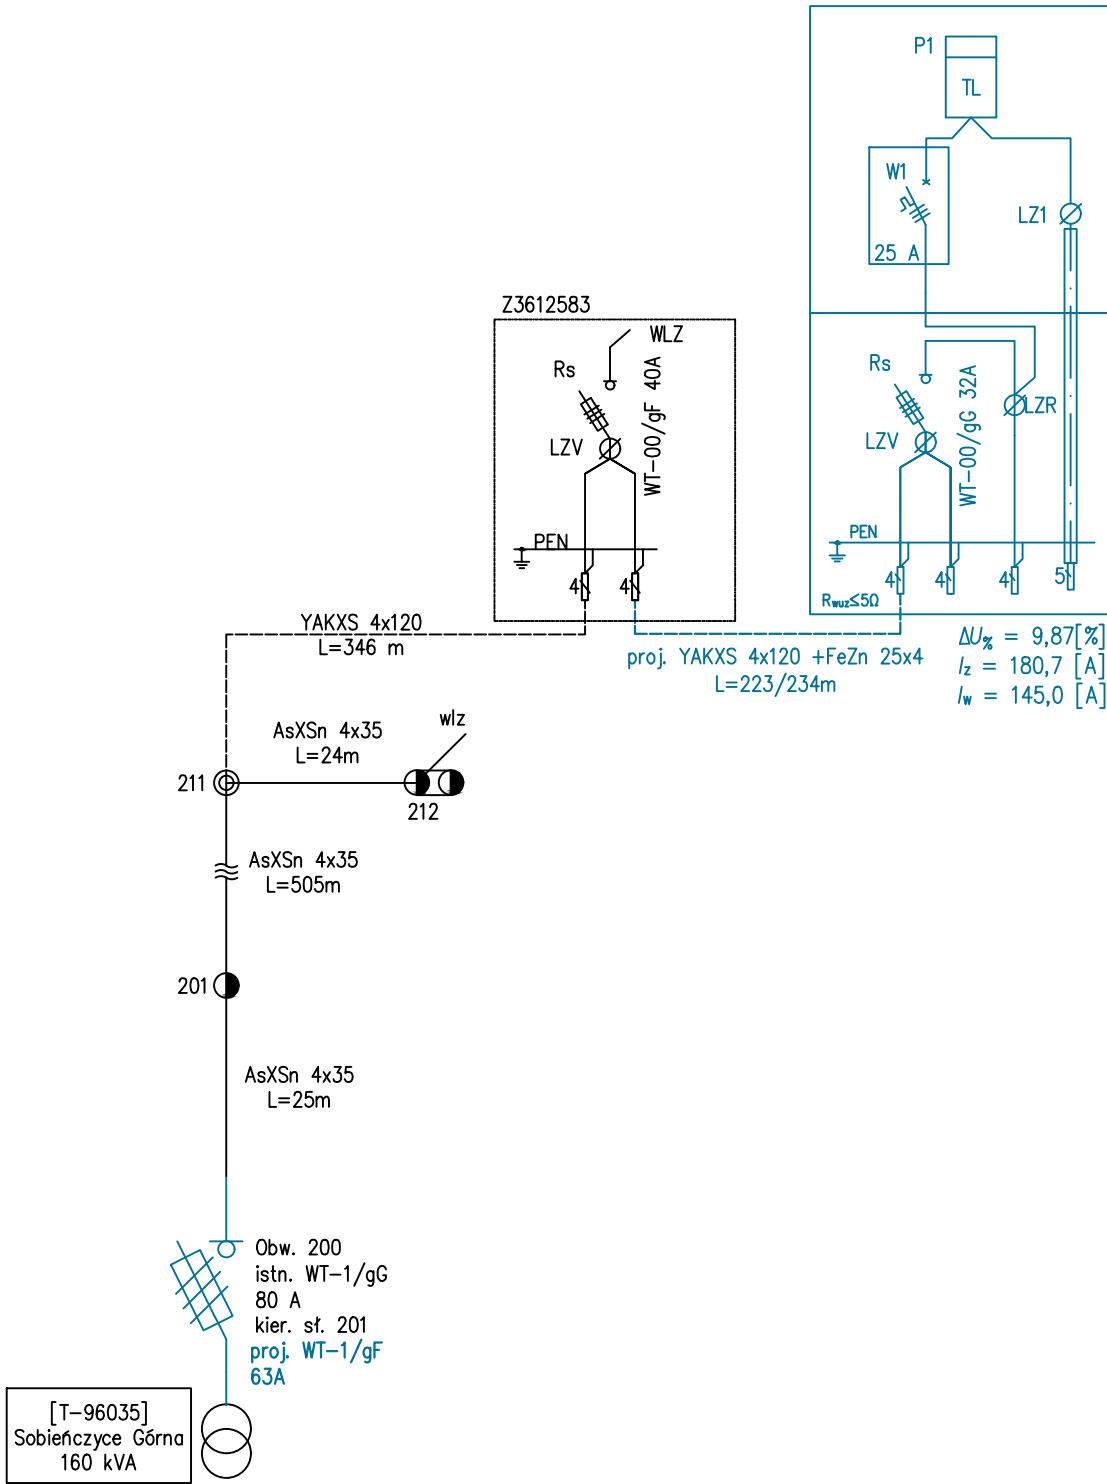 P1
TL
W1
25 A
LZ1
Z3612583
WLZ
Rs
LZV
WT-00/gF 40A
PEN
4
4
Rs
LZV
WT-00/gG 32A
LZR
PEN
4
4
4
5
Rwuz≤5Ω
YAKXS 4x120
L=346 m
proj. YAKXS 4x120 +FeZn 25x4
L=223/234m
ΔU% = 9,87[%]
Iz = 180,7 [A]
Iw = 145,0 [A]
AsXSn 4x35
L=24m
wlz
211
212
AsXSn 4x35
L=505m
201
AsXSn 4x35
L=25m
Obw. 200
istn. WT-1/gG
80 A
kier. sł. 201
proj. WT-1/gF
63A
[T-96035]
Sobieńczyce Górna
160 kVA